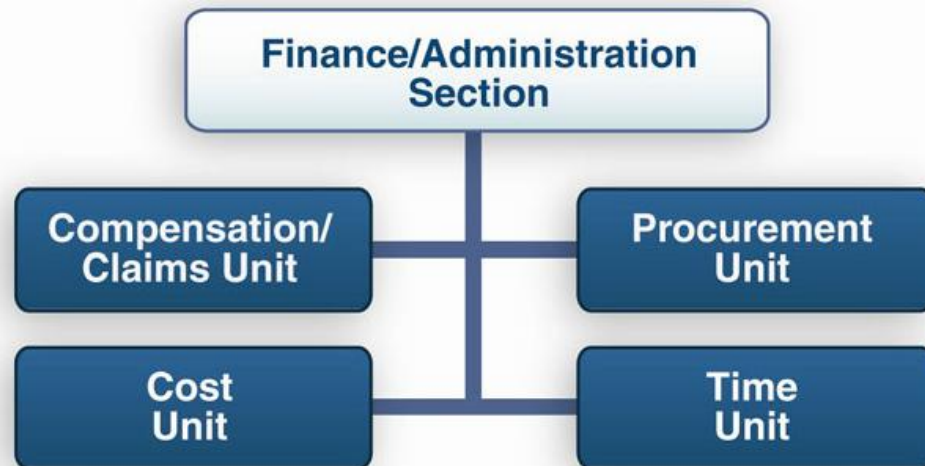 Finance/Administration
Section
Compensation/
Claims Unit
Procurement
Unit
Cost
Unit
Time
Unit